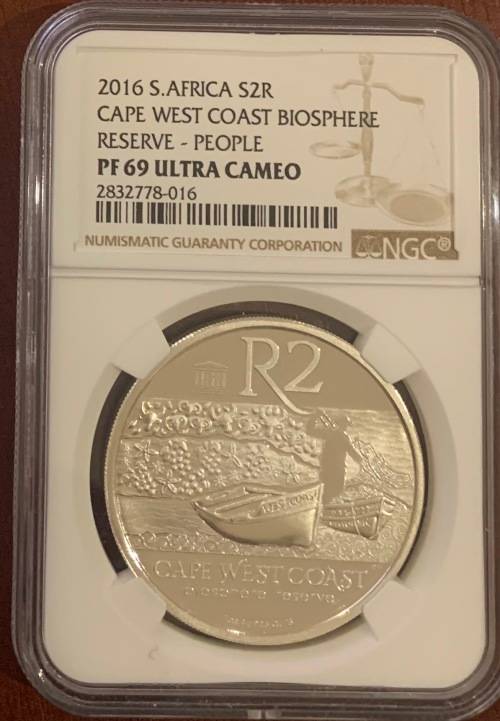 2016 S.AFRICA S2R
CAPE WEST COAST BIOSPHERE
RESERVE - PEOPLE
PF 69 ULTRA CAMEO
2832778-016
NUMISMATIC GUARANTY CORPORATION NGC®
R2
WEST COAST
CAPE WEST COAST
biosphere reserve